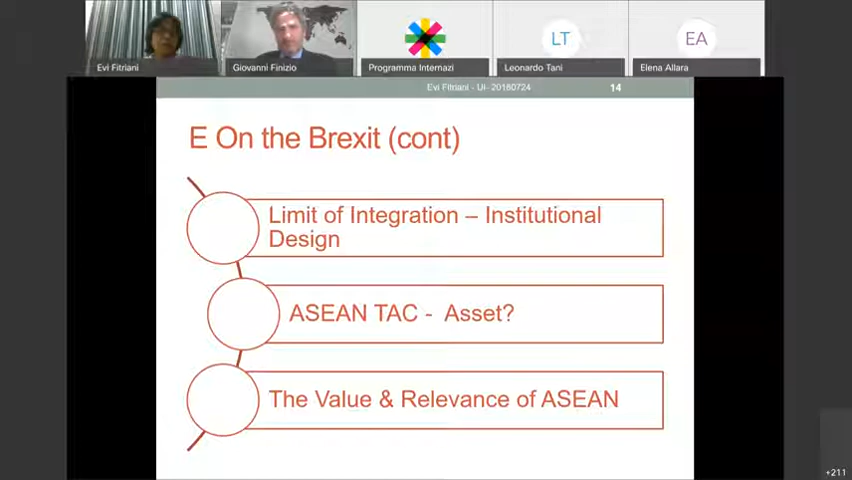 LT
EA
Evi Fitriani
Giovanni Finizio
Programma Internazi
Leonardo Tani
Elena Allara
Evi Fitriani - UI- 20180724
14
E On the Brexit (cont)
Limit of Integration – Institutional
Design
ASEAN TAC - Asset?
The Value & Relevance of ASEAN
+211